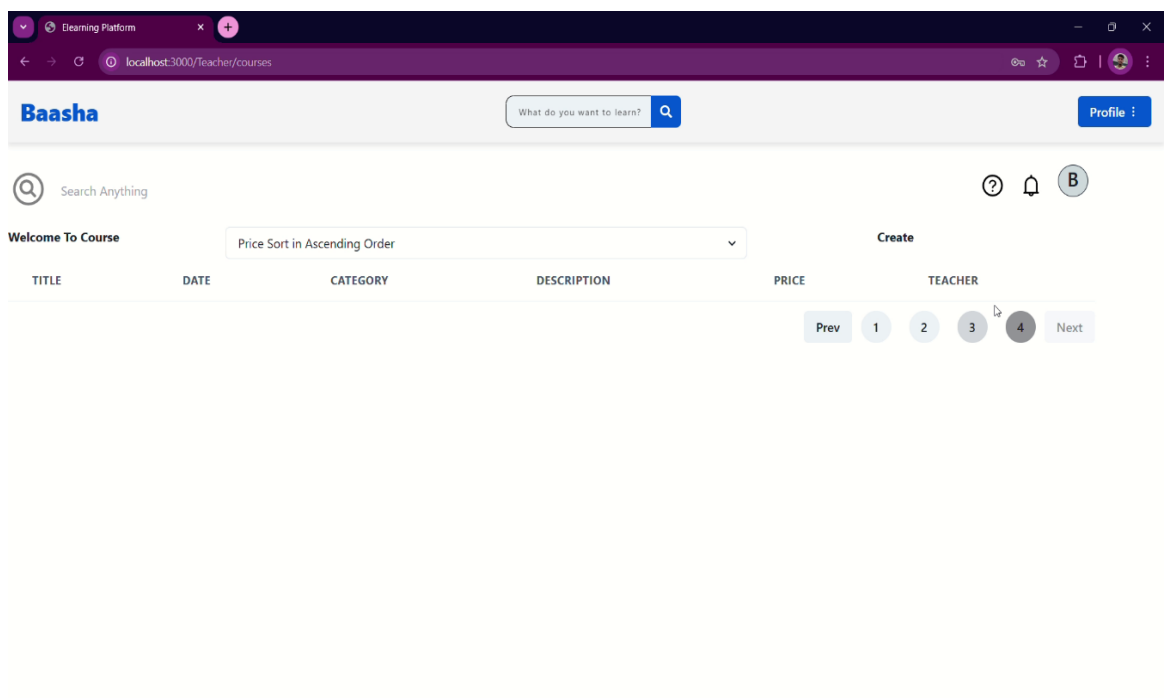 Elearning Platform
localhost:3000/Teacher/courses
Baasha
What do you want to learn?
Profile
Search Anything
B
Welcome To Course
Price Sort in Ascending Order
Create
TITLE DATE CATEGORY DESCRIPTION PRICE TEACHER
Prev 1 2 3 4 Next